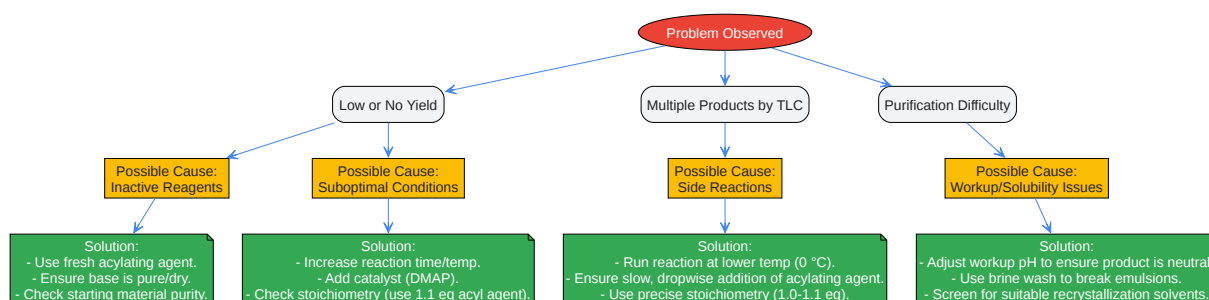 Problem Observed
Low or No Yield
Multiple Products by TLC
Purification Difficulty
Possible Cause:
Inactive Reagents
Possible Cause:
Suboptimal Conditions
Possible Cause:
Side Reactions
Possible Cause:
Workup/Solubility Issues
Solution:
- Use fresh acylating agent.
- Ensure base is pure/dry.
- Check starting material purity.
Solution:
- Increase reaction time/temp.
- Add catalyst (DMAP).
- Check stoichiometry (use 1.1 eq acyl agent).
Solution:
- Run reaction at lower temp (0 °C).
- Ensure slow, dropwise addition of acylating agent.
- Use precise stoichiometry (1.0-1.1 eq).
Solution:
- Adjust workup pH to ensure product is neutral
- Use brine wash to break emulsions.
- Screen for suitable recrystallization solvents.